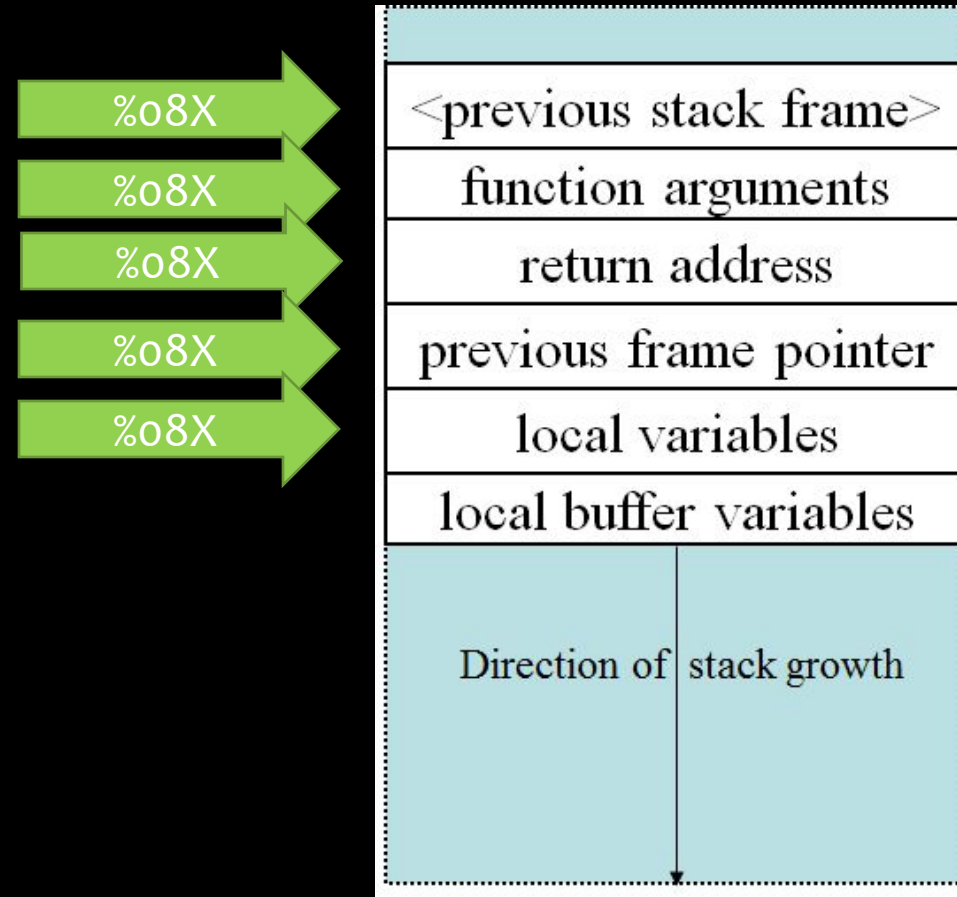 %08X
<previous stack frame>
%08X
function arguments
%08X
return address
%08X
previous frame pointer
%08X
local variables
local buffer variables
Direction of stack growth